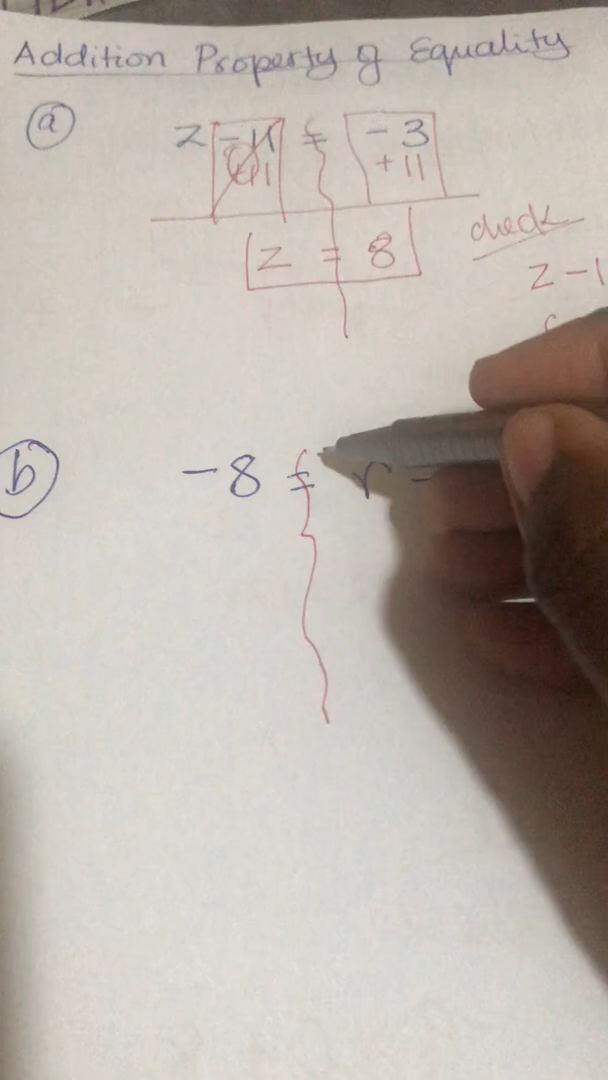 Addition Property of Equality
(a) z - 11 = - 3
+11 + 11
z = 8
check
z - 1
(b) - 8 = r -